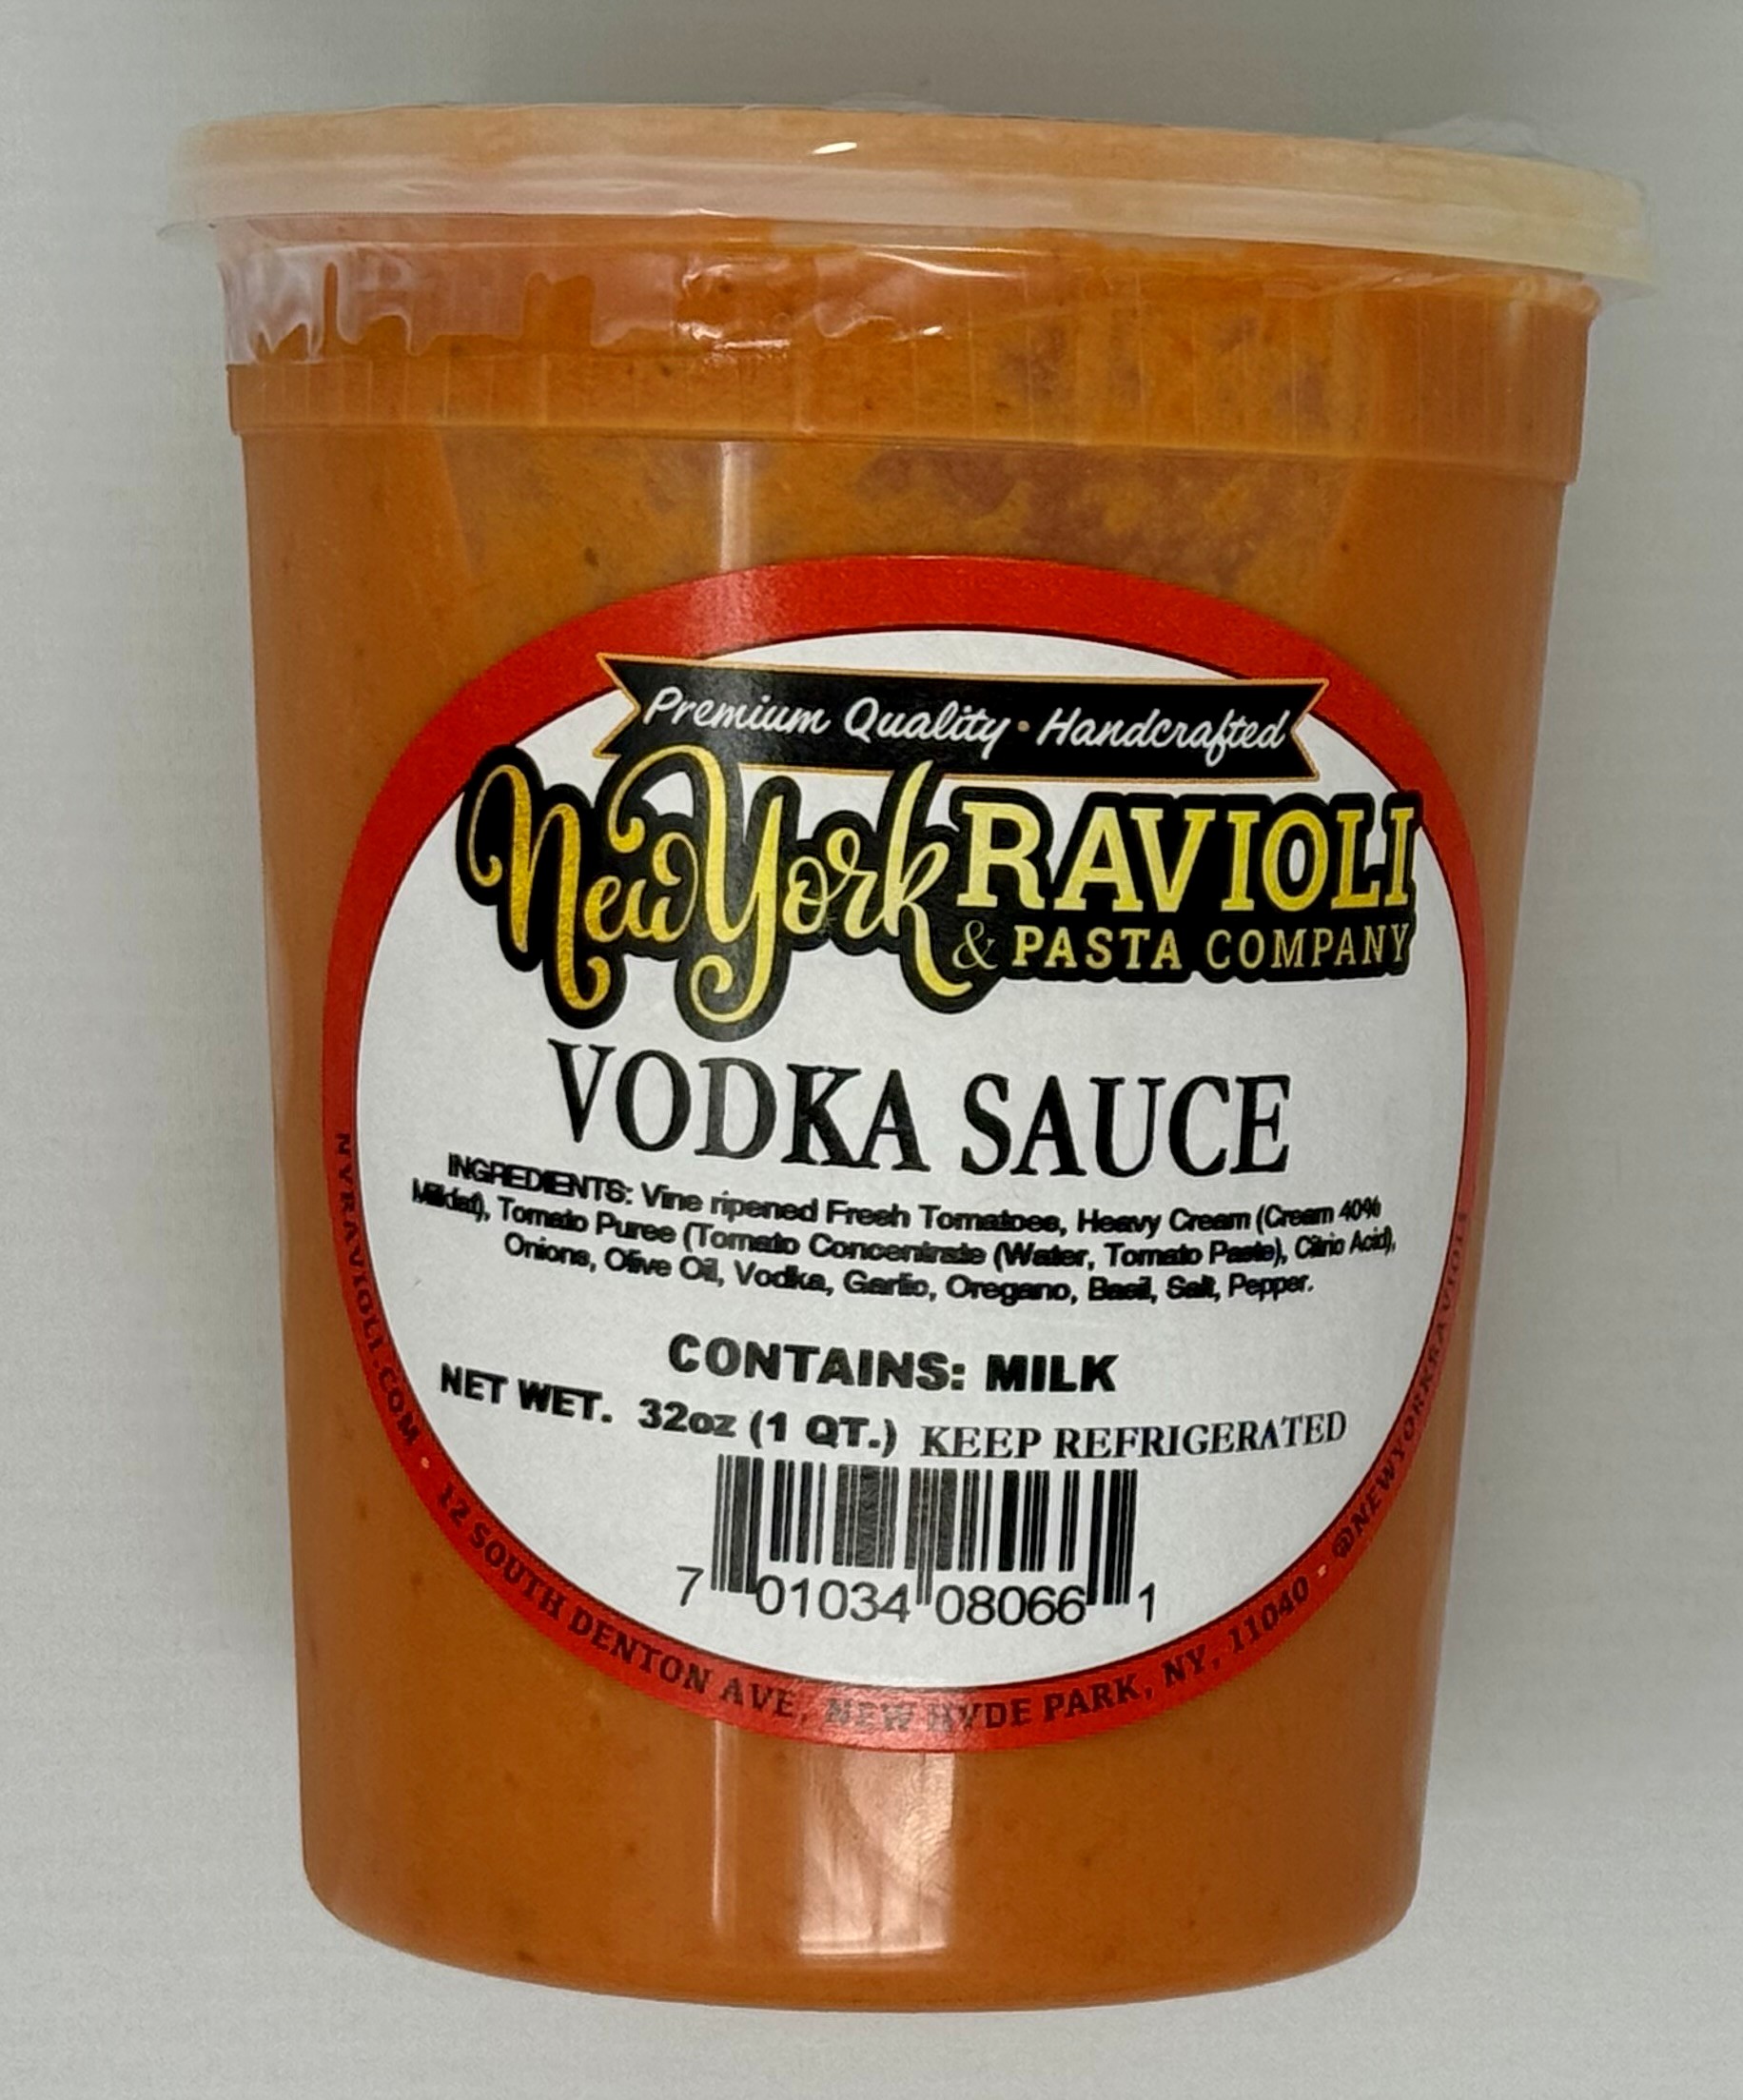 Premium Quality • Handcrafted
New York RAVIOLI
& PASTA COMPANY
VODKA SAUCE
INGREDIENTS: Vine ripened Fresh Tomatoes, Heavy Cream (Cream 40%
Milkfat), Tomato Puree (Tomato Concentrate (Water, Tomato Paste), Citric Acid),
Onions, Olive Oil, Vodka, Garlic, Oregano, Basil, Salt, Pepper.
CONTAINS: MILK
NET WET. 32oz (1 QT.) KEEP REFRIGERATED
7 01034 08066 1
NYRAVIOLI.COM • 12 SOUTH DENTON AVE, NEW HYDE PARK, NY, 11040 • @NEWYORKRAVIOLI